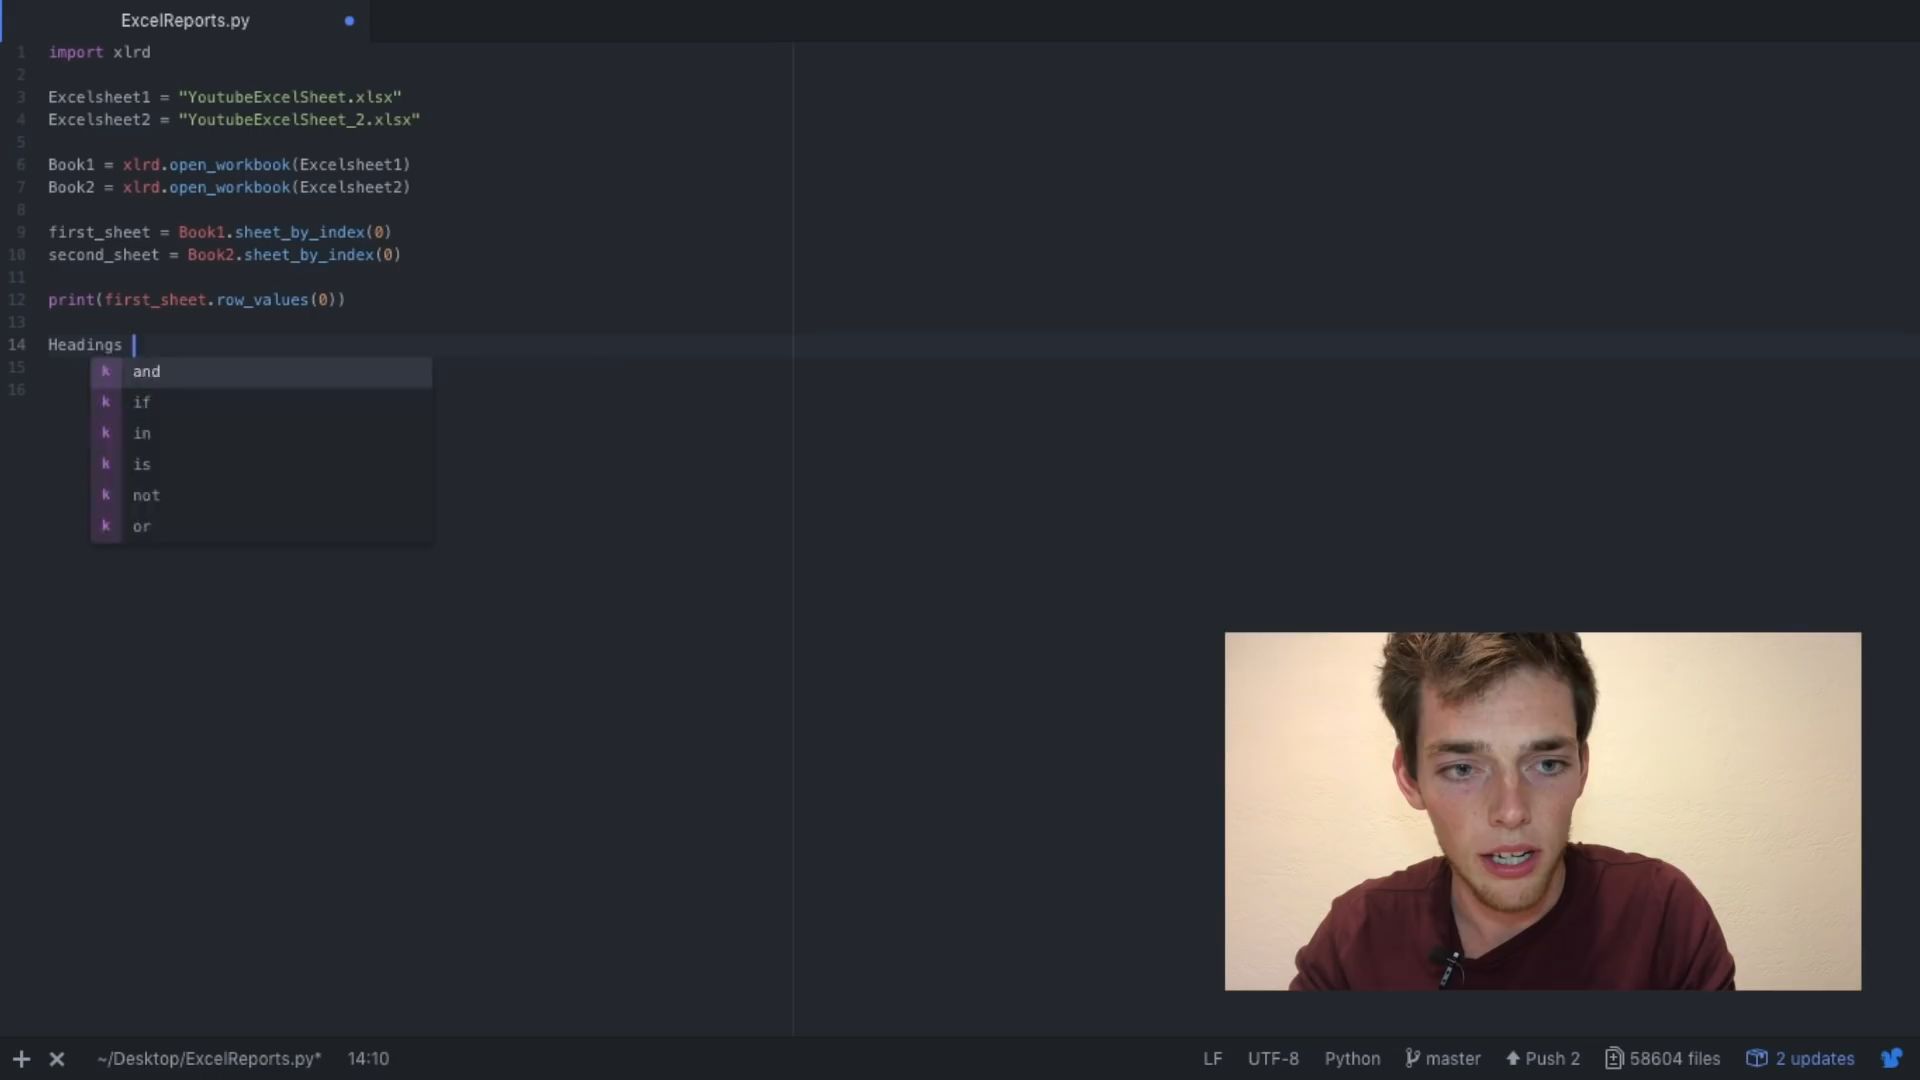 ExcelReports.py
1 import xlrd
2
3 Excelsheet1 = "YoutubeExcelSheet.xlsx"
4 Excelsheet2 = "YoutubeExcelSheet_2.xlsx"
5
6 Book1 = xlrd.open_workbook(Excelsheet1)
7 Book2 = xlrd.open_workbook(Excelsheet2)
8
9 first_sheet = Book1.sheet_by_index(0)
10 second_sheet = Book2.sheet_by_index(0)
11
12 print(first_sheet.row_values(0))
13
14 Headings
15
16
k and
k if
k in
k is
k not
k or
~/Desktop/ExcelReports.py* 14:10 LF UTF-8 Python master Push 2 58604 files 2 updates